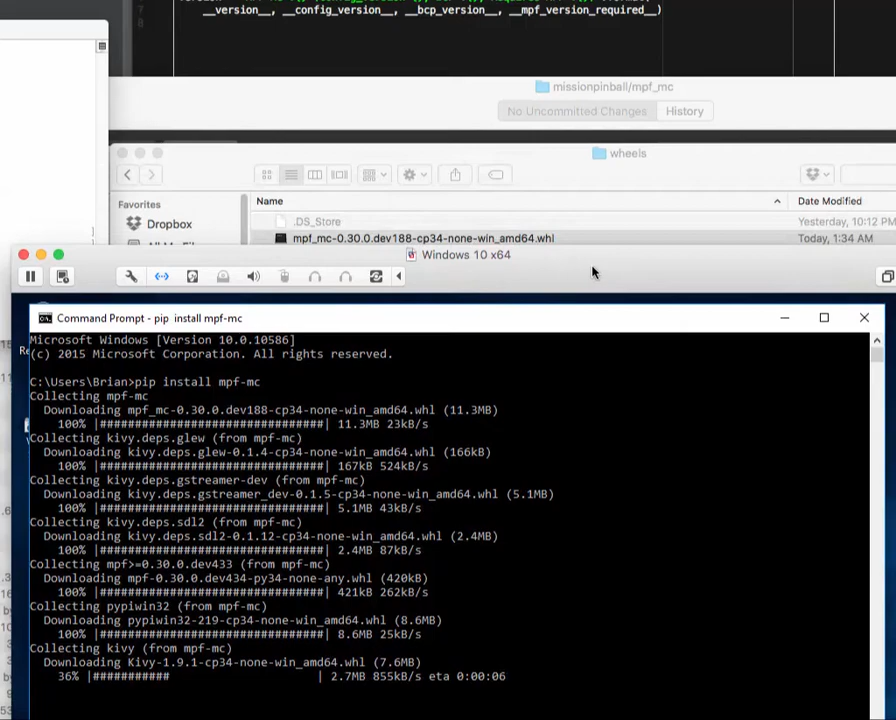 7
__version__, __config_version__, __bcp_version__, __mpf_version_required__)
8
missionpinball/mpf_mc
No Uncommitted Changes
History
wheels
Favorites
Name
Date Modified
Dropbox
.DS_Store
Yesterday, 10:12 PM
mpf_mc-0.30.0.dev188-cp34-none-win_amd64.whl
Today, 1:34 AM
Windows 10 x64
Command Prompt - pip  install mpf-mc
Microsoft Windows [Version 10.0.10586]
(c) 2015 Microsoft Corporation. All rights reserved.
C:\Users\Brian>pip install mpf-mc
Collecting mpf-mc
Downloading mpf_mc-0.30.0.dev188-cp34-none-win_amd64.whl (11.3MB)
100% |################################| 11.3MB 23kB/s
Collecting kivy.deps.glew (from mpf-mc)
Downloading kivy.deps.glew-0.1.4-cp34-none-win_amd64.whl (166kB)
100% |################################| 167kB 524kB/s
Collecting kivy.deps.gstreamer-dev (from mpf-mc)
Downloading kivy.deps.gstreamer_dev-0.1.5-cp34-none-win_amd64.whl (5.1MB)
100% |################################| 5.1MB 43kB/s
Collecting kivy.deps.sdl2 (from mpf-mc)
Downloading kivy.deps.sdl2-0.1.12-cp34-none-win_amd64.whl (2.4MB)
100% |################################| 2.4MB 87kB/s
Collecting mpf>=0.30.0.dev433 (from mpf-mc)
Downloading mpf-0.30.0.dev434-py34-none-any.whl (420kB)
100% |################################| 421kB 262kB/s
Collecting pypiwin32 (from mpf-mc)
Downloading pypiwin32-219-cp34-none-win_amd64.whl (8.6MB)
100% |################################| 8.6MB 25kB/s
Collecting kivy (from mpf-mc)
Downloading Kivy-1.9.1-cp34-none-win_amd64.whl (7.6MB)
36% |###########                     | 2.7MB 855kB/s eta 0:00:06